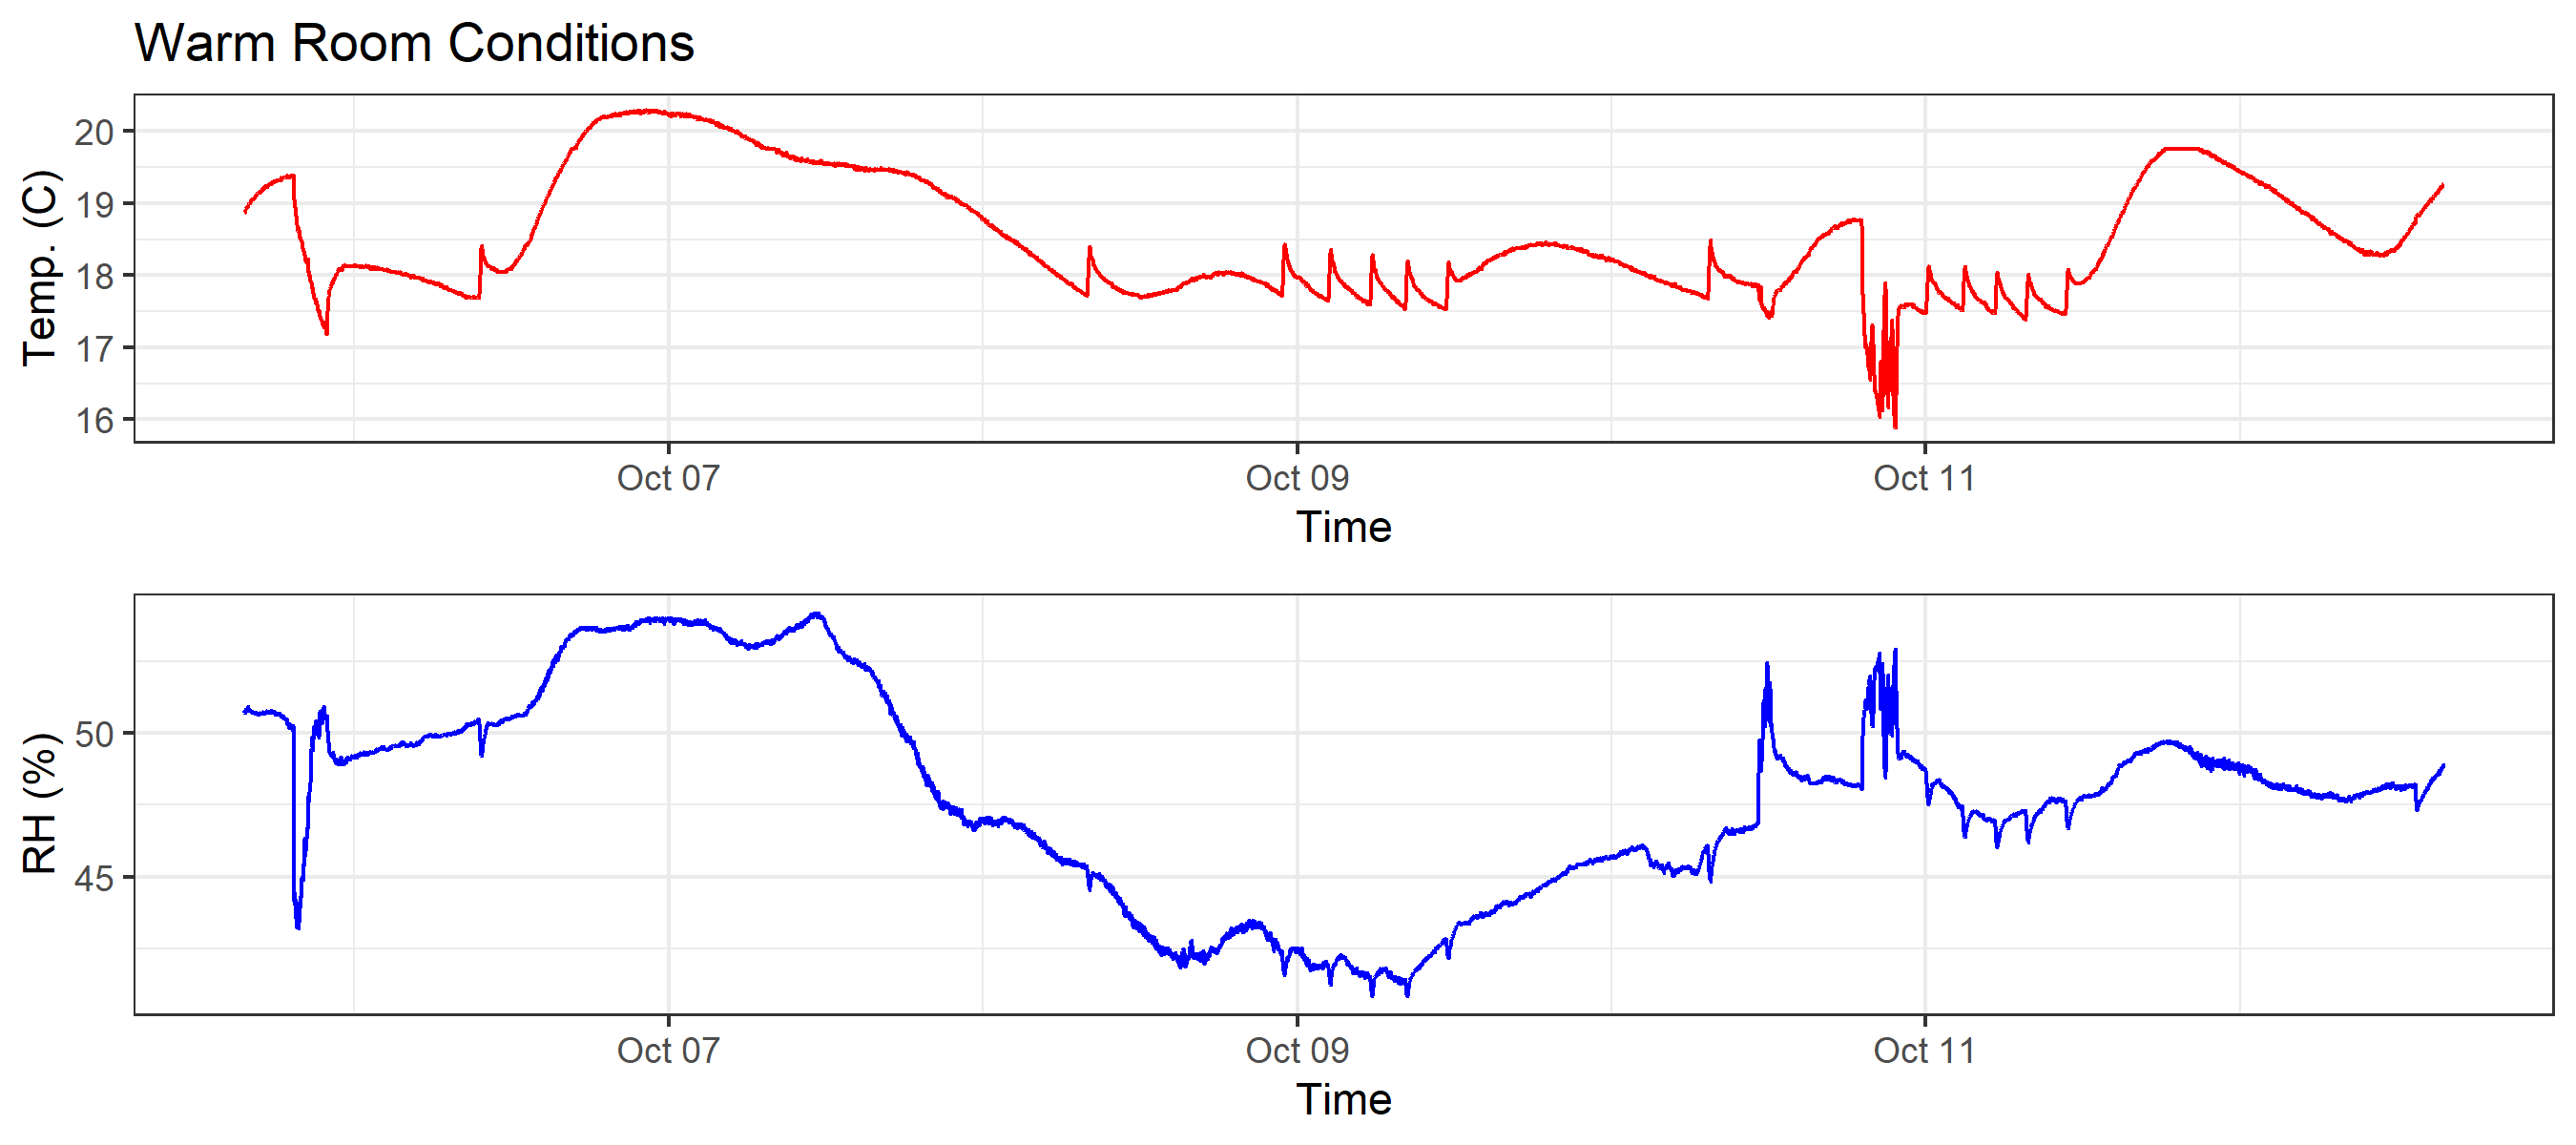 Warm Room Conditions
Temp. (C)
20
19
18
17
16
Oct 07 Oct 09 Oct 11
Time
RH (%)
50
45
Oct 07 Oct 09 Oct 11
Time